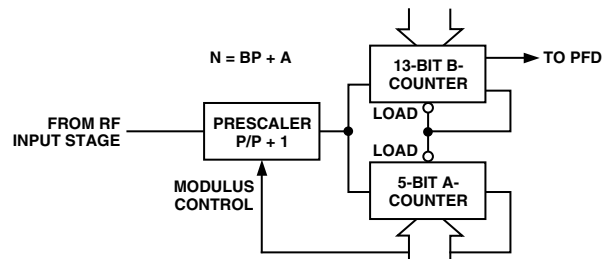 N = BP + A
13-BIT B-
COUNTER
TO PFD
LOAD
FROM RF
INPUT STAGE
PRESCALER
P/P + 1
LOAD
MODULUS
CONTROL
5-BIT A-
COUNTER